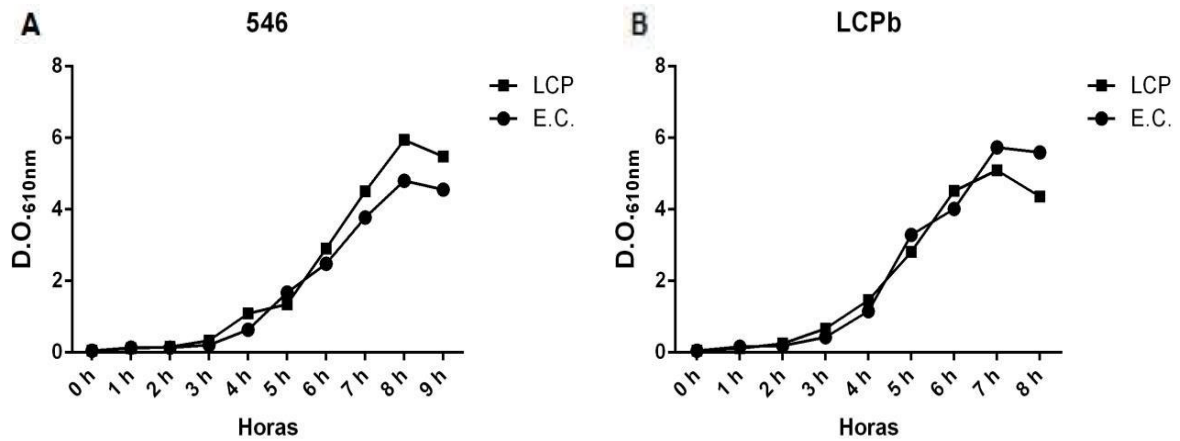 A
546
8
6
4
2
0
D.O.610nm
0 h
1 h
2 h
3 h
4 h
5 h
6 h
7 h
8 h
9 h
Horas
LCP
E.C.
B
LCPb
8
6
4
2
0
D.O.610nm
0 h
1 h
2 h
3 h
4 h
5 h
6 h
7 h
8 h
Horas
LCP
E.C.